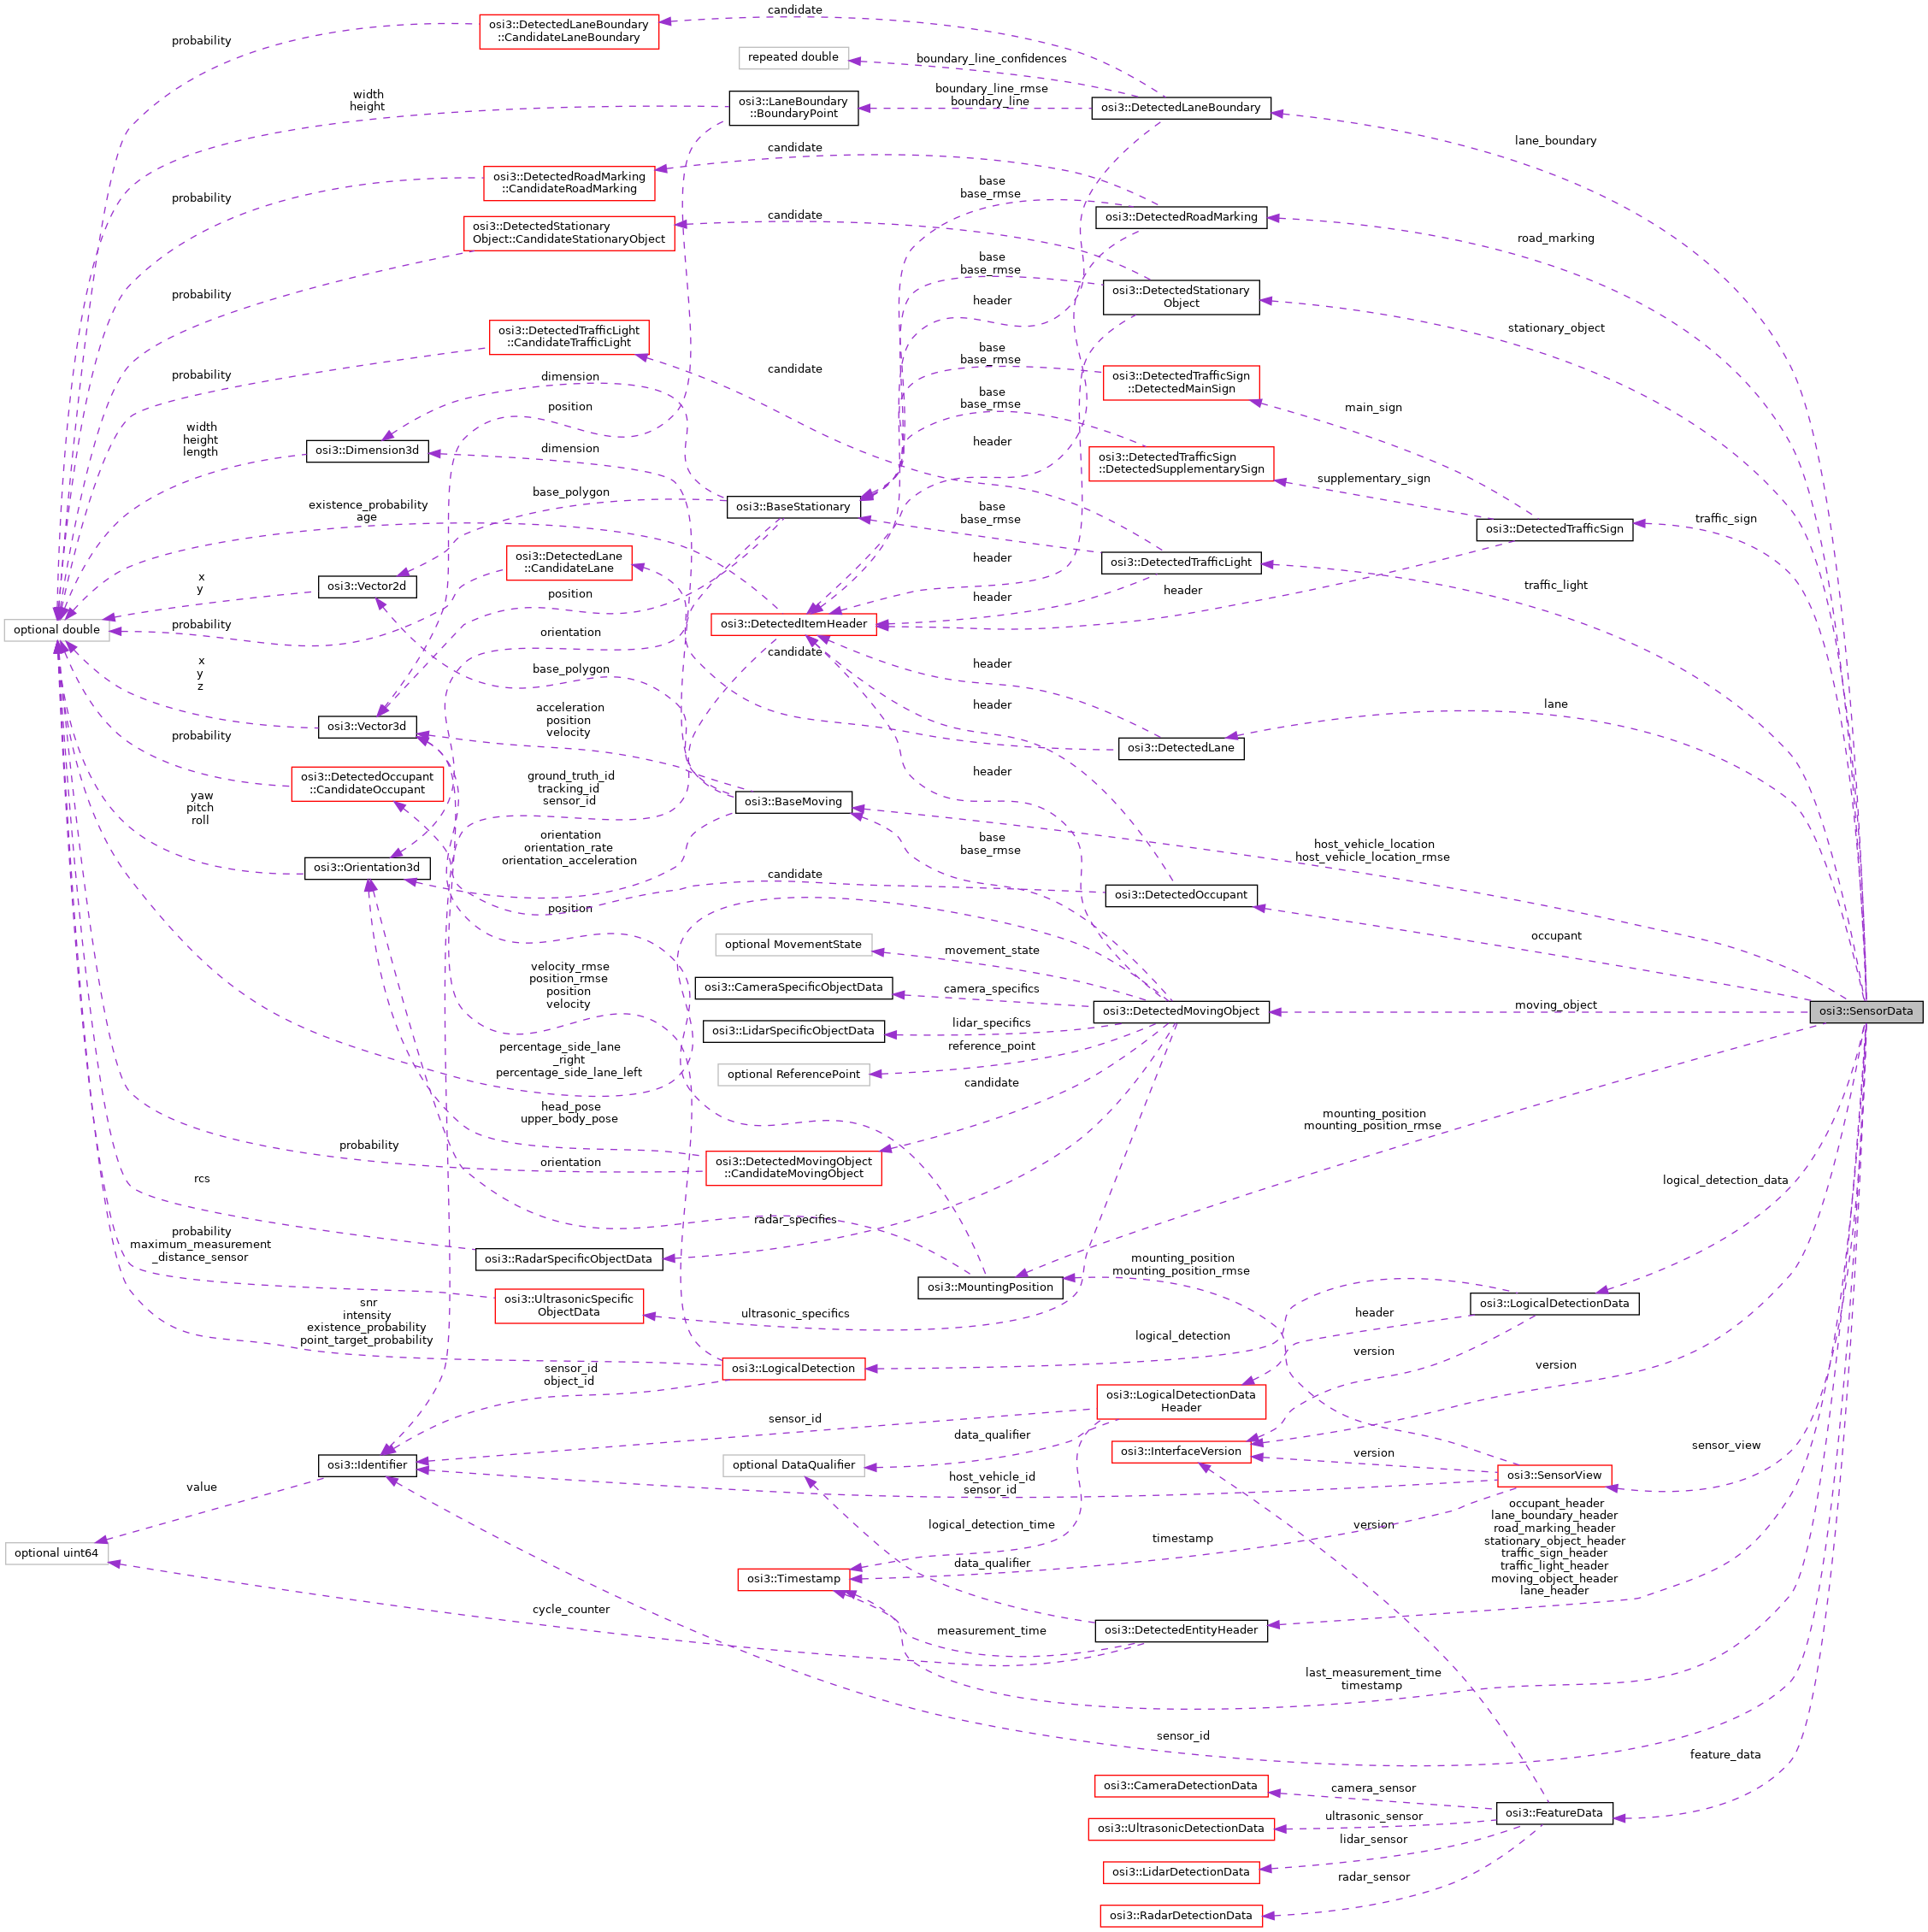 candidate
osi3::DetectedLaneBoundary
::CandidateLaneBoundary
probability
repeated double
boundary_line_confidences
width
height
osi3::LaneBoundary
::BoundaryPoint
boundary_line_rmse
boundary_line
osi3::DetectedLaneBoundary
lane_boundary
candidate
osi3::DetectedRoadMarking
::CandidateRoadMarking
probability
base
base_rmse
osi3::DetectedRoadMarking
road_marking
candidate
osi3::DetectedStationary
Object::CandidateStationaryObject
base
base_rmse
osi3::DetectedStationary
Object
probability
header
stationary_object
osi3::DetectedTrafficLight
::CandidateTrafficLight
probability
candidate
base
base_rmse
osi3::DetectedTrafficSign
::DetectedMainSign
dimension
position
base
base_rmse
main_sign
width
height
length
osi3::Dimension3d
dimension
header
osi3::DetectedTrafficSign
::DetectedSupplementarySign
supplementary_sign
existence_probability
age
base_polygon
osi3::BaseStationary
base
base_rmse
osi3::DetectedTrafficSign
traffic_sign
osi3::DetectedLane
::CandidateLane
header
osi3::DetectedTrafficLight
traffic_light
x
y
osi3::Vector2d
position
header
header
optional double
probability
orientation
osi3::DetectedItemHeader
candidate
x
y
z
base_polygon
header
osi3::Vector3d
acceleration
position
velocity
header
lane
probability
osi3::DetectedLane
osi3::DetectedOccupant
::CandidateOccupant
ground_truth_id
tracking_id
sensor_id
header
yaw
pitch
roll
osi3::BaseMoving
orientation
orientation_rate
orientation_acceleration
base
base_rmse
host_vehicle_location
host_vehicle_location_rmse
osi3::Orientation3d
candidate
osi3::DetectedOccupant
position
occupant
optional MovementState
movement_state
velocity_rmse
position_rmse
position
velocity
osi3::CameraSpecificObjectData
camera_specifics
osi3::DetectedMovingObject
moving_object
osi3::SensorData
osi3::LidarSpecificObjectData
lidar_specifics
percentage_side_lane
_right
percentage_side_lane_left
reference_point
optional ReferencePoint
candidate
head_pose
upper_body_pose
mounting_position
mounting_position_rmse
probability
orientation
osi3::DetectedMovingObject
::CandidateMovingObject
rcs
logical_detection_data
radar_specifics
probability
maximum_measurement
_distance_sensor
osi3::RadarSpecificObjectData
mounting_position
mounting_position_rmse
osi3::MountingPosition
osi3::UltrasonicSpecific
ObjectData
ultrasonic_specifics
osi3::LogicalDetectionData
snr
intensity
existence_probability
point_target_probability
header
logical_detection
version
version
sensor_id
object_id
osi3::LogicalDetection
osi3::LogicalDetectionData
Header
sensor_id
data_qualifier
osi3::InterfaceVersion
version
sensor_view
osi3::Identifier
optional DataQualifier
host_vehicle_id
sensor_id
osi3::SensorView
value
occupant_header
lane_boundary_header
road_marking_header
stationary_object_header
traffic_sign_header
traffic_light_header
moving_object_header
lane_header
logical_detection_time
version
timestamp
optional uint64
data_qualifier
osi3::Timestamp
cycle_counter
measurement_time
osi3::DetectedEntityHeader
last_measurement_time
timestamp
sensor_id
feature_data
osi3::CameraDetectionData
camera_sensor
osi3::FeatureData
ultrasonic_sensor
osi3::UltrasonicDetectionData
lidar_sensor
osi3::LidarDetectionData
radar_sensor
osi3::RadarDetectionData